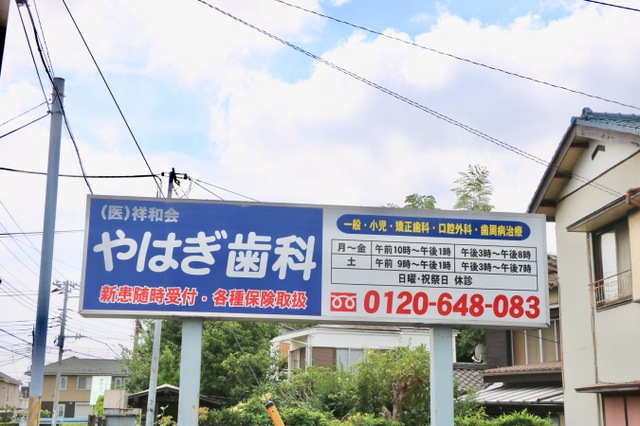 (医)祥和会
やはぎ歯科
新患随時受付・各種保険取扱
一般・小児・矯正歯科・口腔外科・歯周病治療
月～金 午前10時～午後1時 午後3時～午後8時
土 午前 9時～午後1時 午後3時～午後7時
日曜・祝祭日 休診
0120-648-083